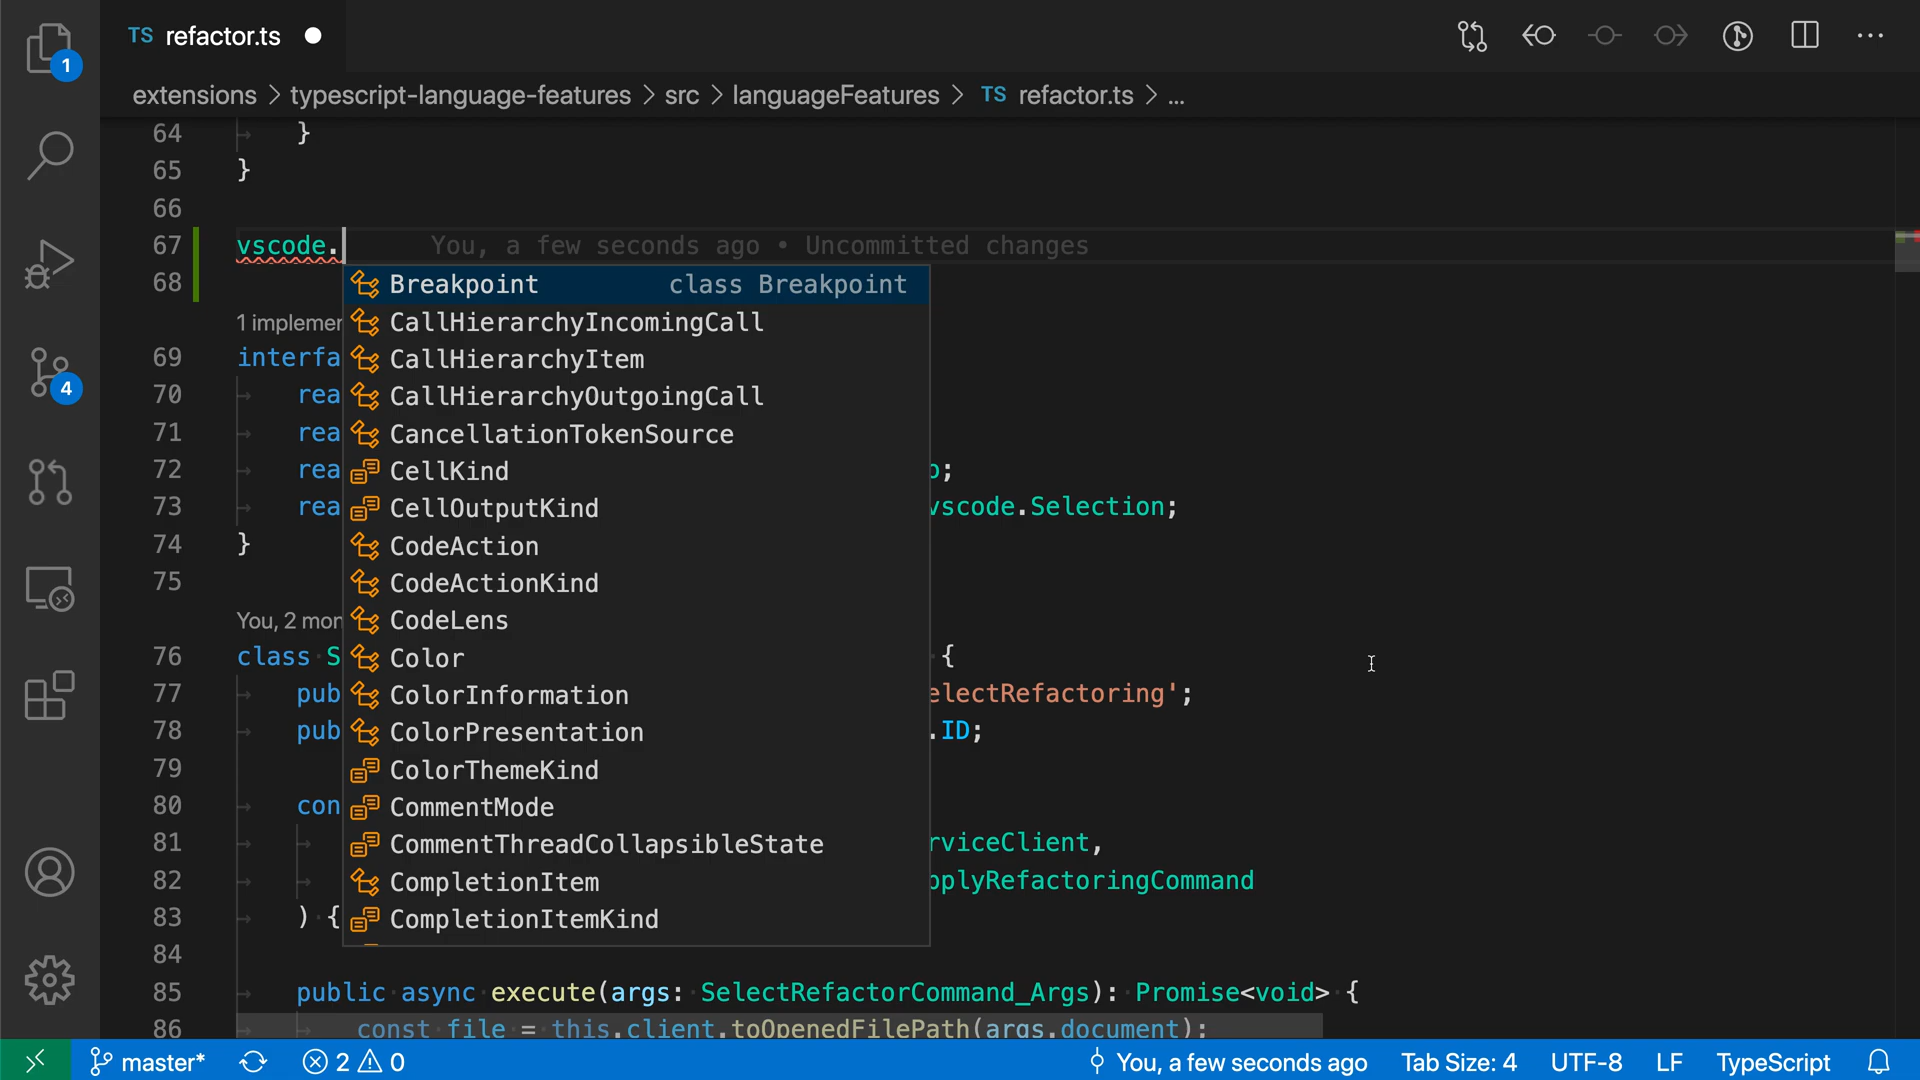 TS refactor.ts
1
extensions > typescript-language-features > src > languageFeatures > TS refactor.ts > ...
64 }
65 }
66
67 vscode. You, a few seconds ago • Uncommitted changes
68
Breakpoint class Breakpoint
1 implemen
CallHierarchyIncomingCall
69 interfa
CallHierarchyItem
70 rea
CallHierarchyOutgoingCall
4
71 rea
CancellationTokenSource
72 rea
CellKind
;
73 rea
CellOutputKind
vscode.Selection;
74 }
CodeAction
75
CodeActionKind
You, 2 mon
CodeLens
76 class S
Color
{
77 pub
ColorInformation
electRefactoring';
78 pub
ColorPresentation
.ID;
79
ColorThemeKind
80 con
CommentMode
81
CommentThreadCollapsibleState
rviceClient,
82
CompletionItem
pplyRefactoringCommand
83 ) {
CompletionItemKind
84
85 public async execute(args: SelectRefactorCommand_Args): Promise<void> {
86 const file = this.client.toOpenedFilePath(args.document);
master* 2 0 You, a few seconds ago Tab Size: 4 UTF-8 LF TypeScript